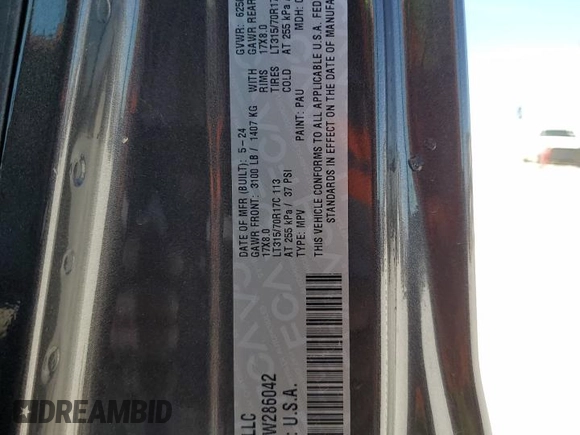 LLC
DATE OF MFR (BUILT): 5-24
GVWR: 625
GAWR FRONT: 3100 LB / 1407 KG
WITH
GAWR REAR
17X8.0
RIMS
17X8.0
LT315/70R17C 113
TIRES
LT315/70R17
AT 255 kPa / 37 PSI
COLD
AT 255 kPa /
TYPE: MPV
PAINT: PAU
MDH:
THIS VEHICLE CONFORMS TO ALL APPLICABLE U.S.A. FED
STANDARDS IN EFFECT ON THE DATE OF MANUFA
W286042
U.S.A.
DREAMBID